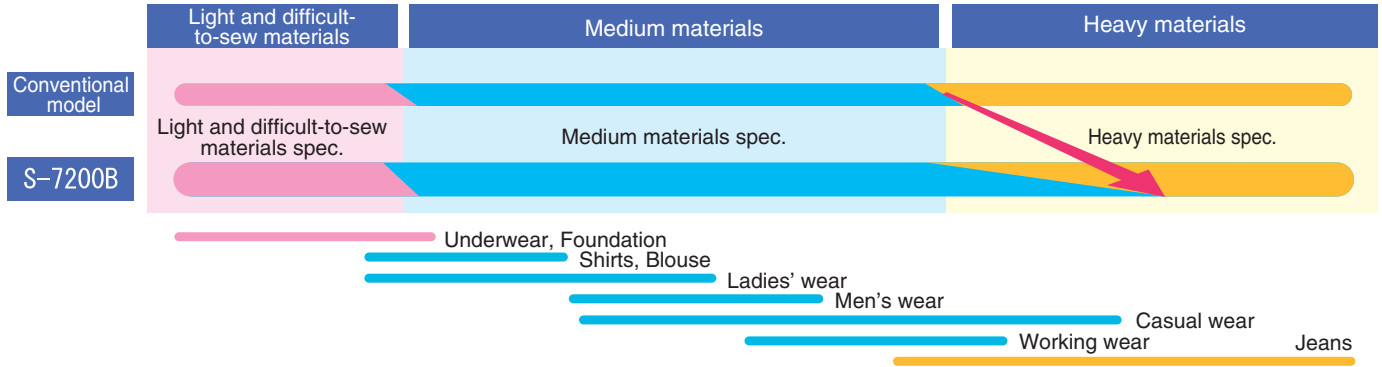 Light and difficult-
to-sew materials
Medium materials
Heavy materials
Conventional
model
Light and difficult-to-sew
materials spec.
Medium materials spec.
Heavy materials spec.
S-7200B
Underwear, Foundation
Shirts, Blouse
Ladies' wear
Men's wear
Casual wear
Working wear
Jeans